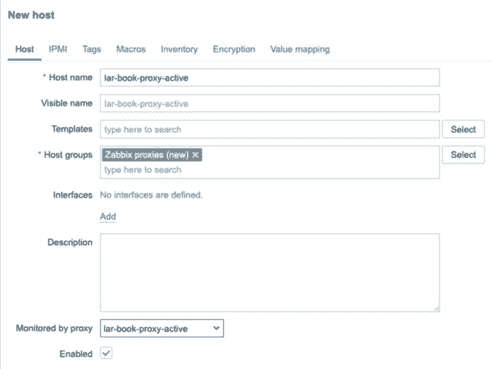 New host
Host IPMI Tags Macros Inventory Encryption Value mapping
* Host name lar-book-proxy-active
Visible name lar-book-proxy-active
Templates type here to search Select
* Host groups Zabbix proxies (new) × Select
type here to search
Interfaces No interfaces are defined.
Add
Description
Monitored by proxy lar-book-proxy-active
Enabled